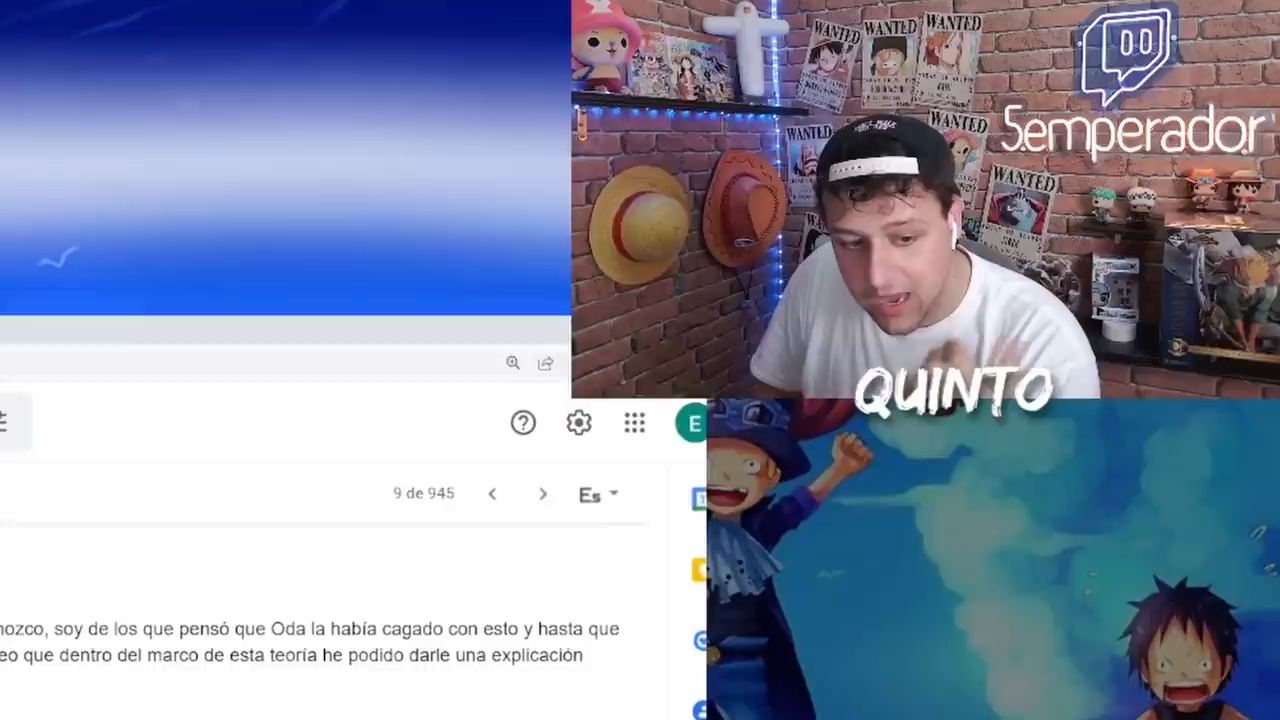 WANTED
WANTED
WANTED
WANTED
WANTED
WANTED
5emperador
QUINTO
E
9 de 945
Es
nozco, soy de los que pensó que Oda la había cagado con esto y hasta que
eo que dentro del marco de esta teoría he podido darle una explicación